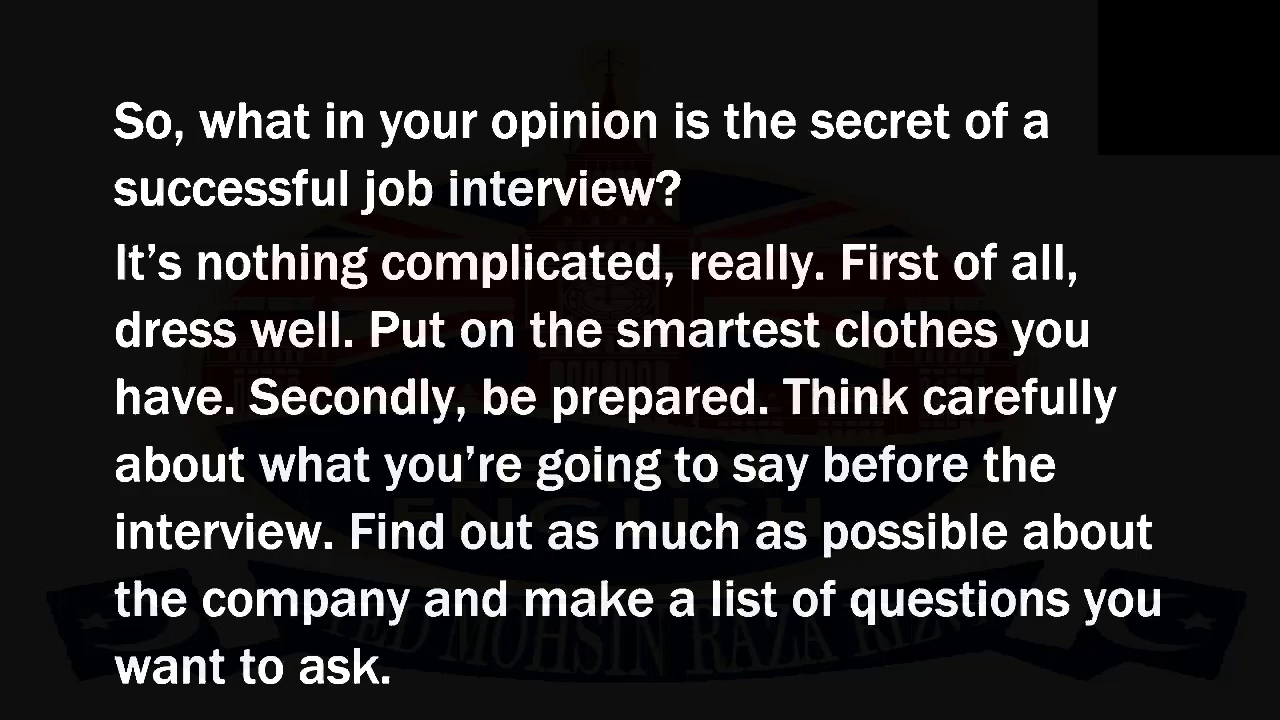 So, what in your opinion is the secret of a
successful job interview?
It’s nothing complicated, really. First of all,
dress well. Put on the smartest clothes you
have. Secondly, be prepared. Think carefully
about what you’re going to say before the
interview. Find out as much as possible about
ENGLISH
the company and make a list of questions you
MOHSIN RAZA
want to ask.